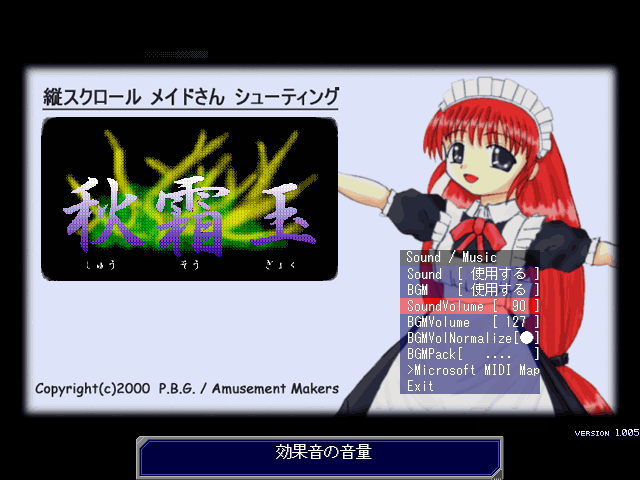 縦スクロール メイドさん シューティング
秋霜玉
しゅう そう ぎょく
Sound / Music
Sound [ 使用する ]
BGM [ 使用する ]
SoundVolume [ 90 ]
BGMVolume [ 127 ]
BGMVolNormalize[●]
BGMPack[ .... ]
>Microsoft MIDI Map
Exit
Copyright(c)2000 P.B.G. / Amusement Makers
VERSION 1.005
効果音の音量